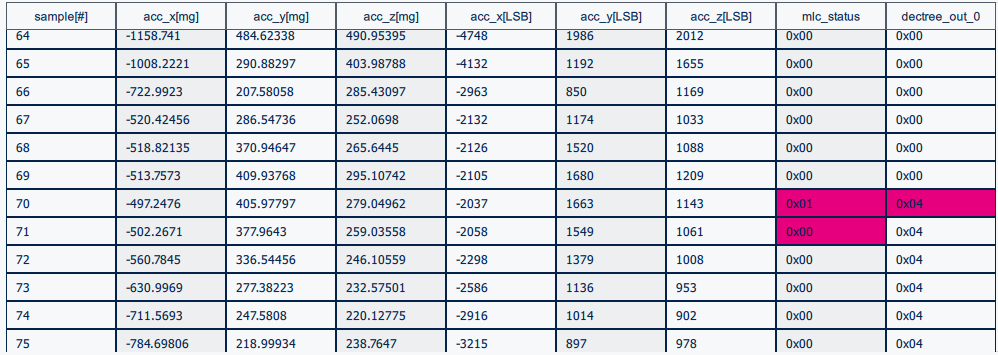 sample[#] acc_x[mg] acc_y[mg] acc_z[mg] acc_x[LSB] acc_y[LSB] acc_z[LSB] mlc_status dectree_out_0
64 -1158.741 484.62338 490.95395 -4748 1986 2012 0x00 0x00
65 -1008.2221 290.88297 403.98788 -4132 1192 1655 0x00 0x00
66 -722.9923 207.58058 285.43097 -2963 850 1169 0x00 0x00
67 -520.42456 286.54736 252.0698 -2132 1174 1033 0x00 0x00
68 -518.82135 370.94647 265.6445 -2126 1520 1088 0x00 0x00
69 -513.7573 409.93768 295.10742 -2105 1680 1209 0x00 0x00
70 -497.2476 405.97797 279.04962 -2037 1663 1143 0x01 0x04
71 -502.2671 377.9643 259.03558 -2058 1549 1061 0x00 0x04
72 -560.7845 336.54456 246.10559 -2298 1379 1008 0x00 0x04
73 -630.9969 277.38223 232.57501 -2586 1136 953 0x00 0x04
74 -711.5693 247.5808 220.12775 -2916 1014 902 0x00 0x04
75 -784.69806 218.99934 238.7647 -3215 897 978 0x00 0x04